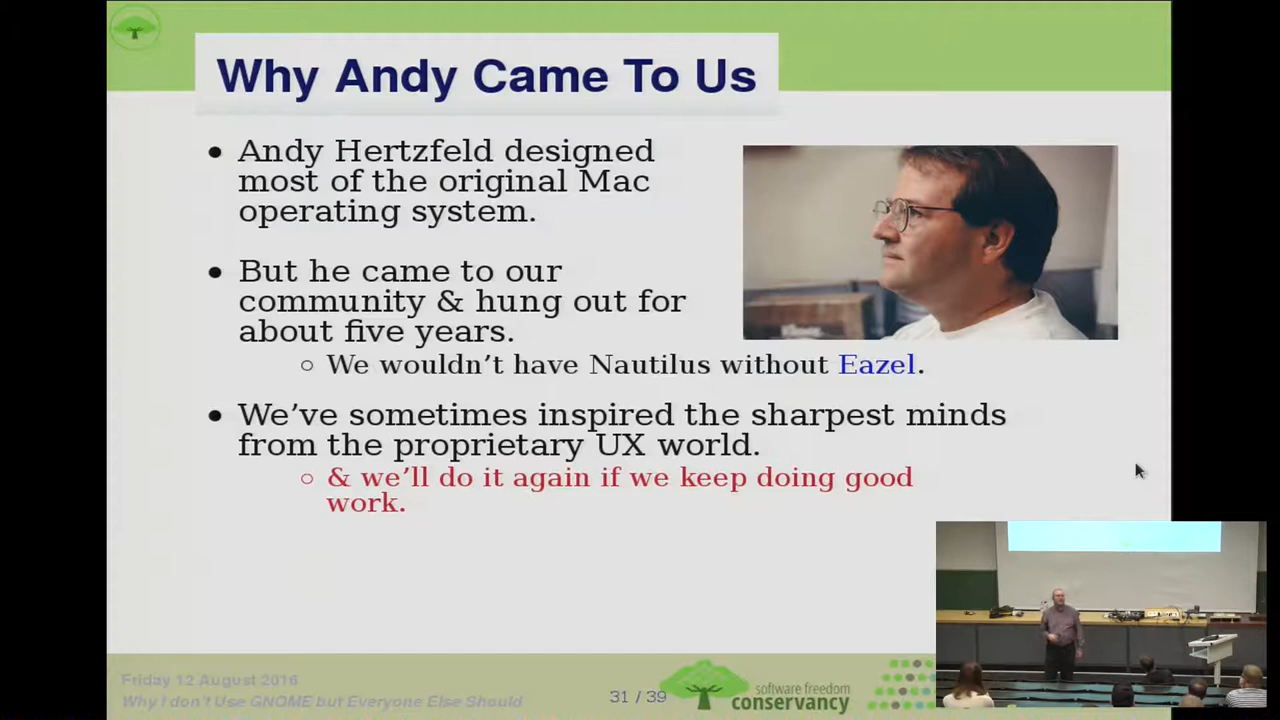 Why Andy Came To Us
• Andy Hertzfeld designed
most of the original Mac
operating system.
• But he came to our
community & hung out for
about five years.
○ We wouldn’t have Nautilus without Eazel.
• We’ve sometimes inspired the sharpest minds
from the proprietary UX world.
○ & we’ll do it again if we keep doing good
work.
Friday 12 August 2016
Why I don't Use GNOME but Everyone Else Should
31 / 39
software freedom
conservancy